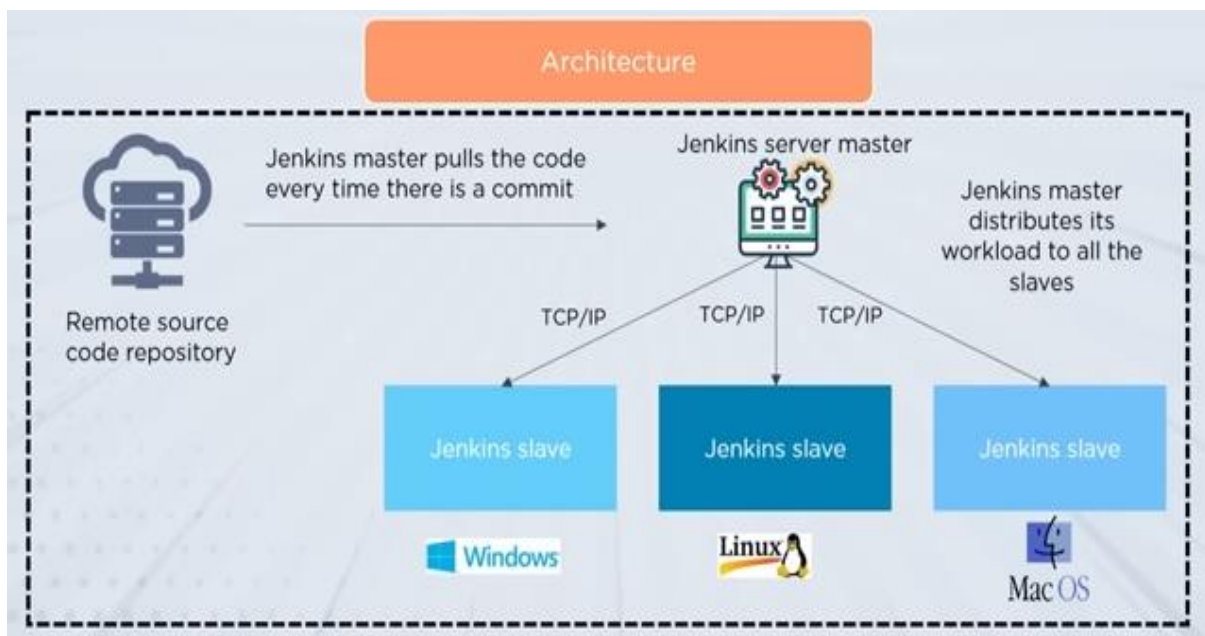 Architecture
Jenkins master pulls the code
every time there is a commit
Jenkins server master
Jenkins master
distributes its
workload to all the
slaves
Remote source
code repository
TCP/IP
TCP/IP
TCP/IP
Jenkins slave
Jenkins slave
Jenkins slave
Windows
Linux
Mac OS